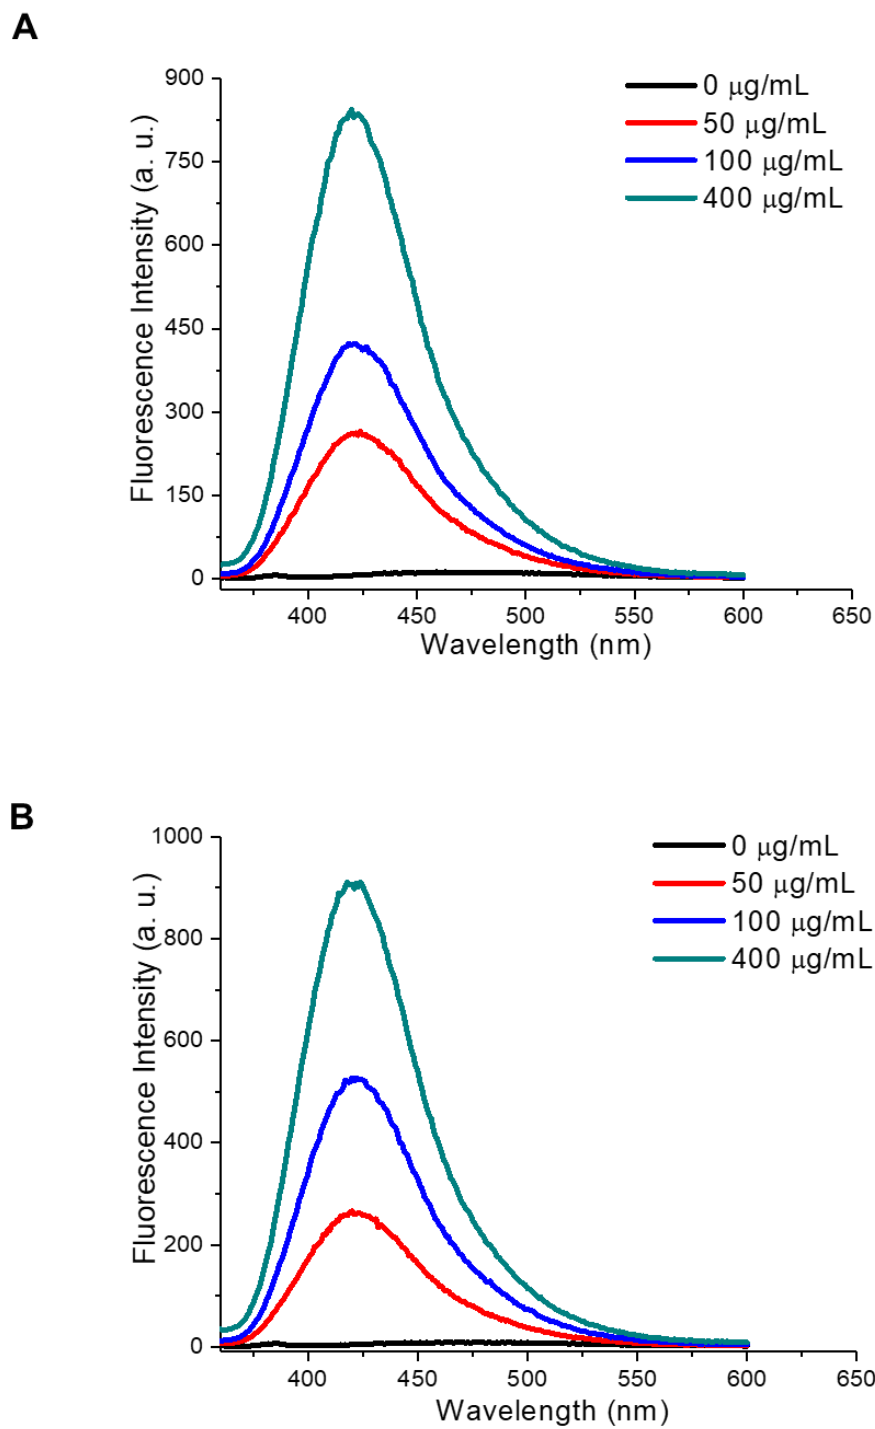 A
900
750
600
450
300
150
0
Fluorescence Intensity (a. u.)
0 μg/mL
50 μg/mL
100 μg/mL
400 μg/mL
400 450 500 550 600 650
Wavelength (nm)
B
1000
800
600
400
200
0
Fluorescence Intensity (a. u.)
0 μg/mL
50 μg/mL
100 μg/mL
400 μg/mL
400 450 500 550 600 650
Wavelength (nm)